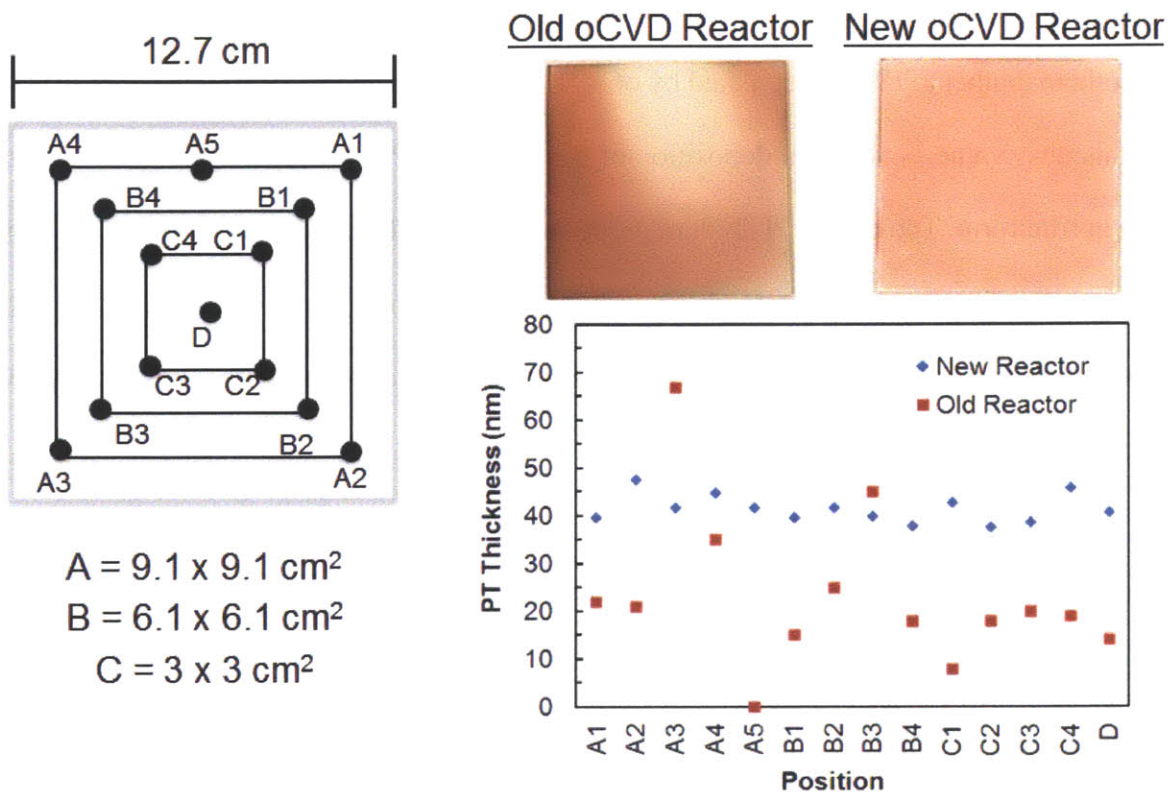 12.7 cm
A4 A5 A1
B4 B1
C4 C1
D
C3 C2
B3 B2
A3 A2
A = 9.1 x 9.1 cm²
B = 6.1 x 6.1 cm²
C = 3 x 3 cm²
Old oCVD Reactor New oCVD Reactor
80
70
60
50
40
30
20
10
0
PT Thickness (nm)
New Reactor
Old Reactor
A1 A2 A3 A4 A5 B1 B2 B3 B4 C1 C2 C3 C4 D
Position